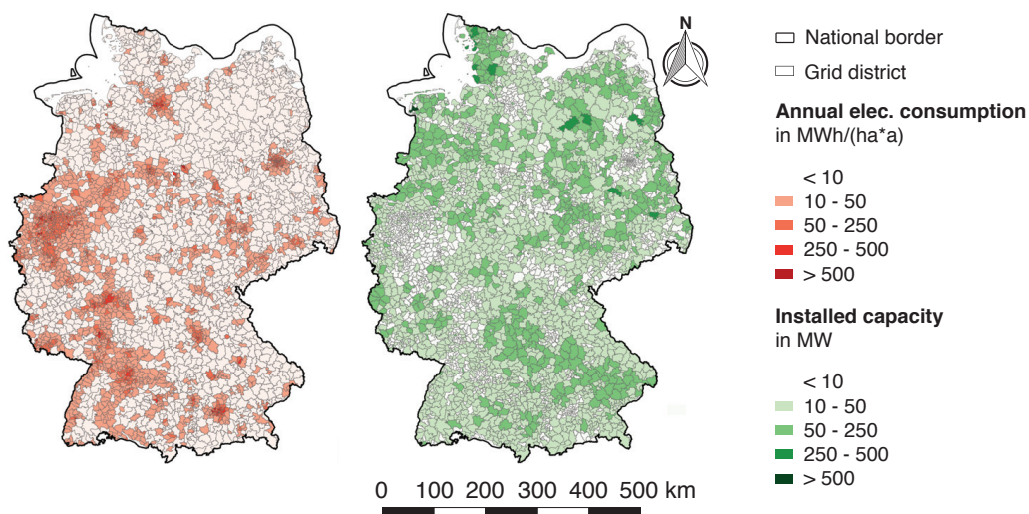 N
National border
Grid district
Annual elec. consumption
in MWh/(ha*a)
< 10
10 - 50
50 - 250
250 - 500
> 500
Installed capacity
in MW
< 10
10 - 50
50 - 250
250 - 500
> 500
0 100 200 300 400 500 km